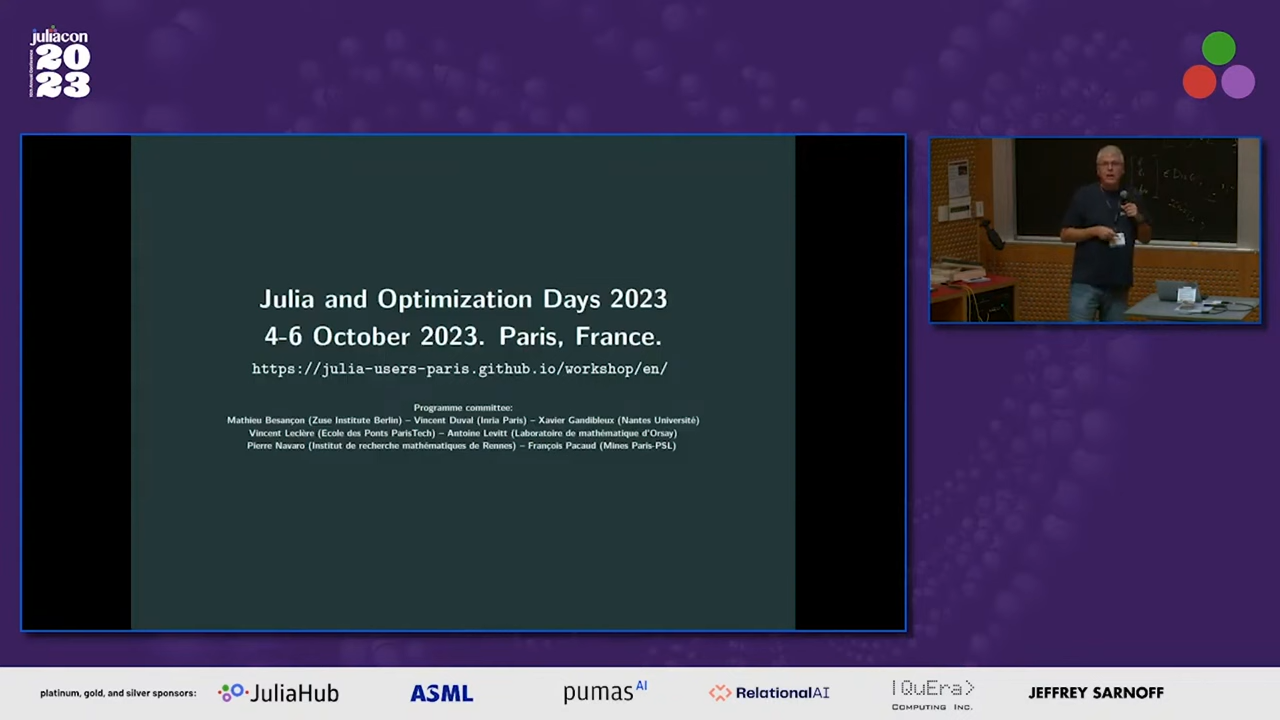 juliacon
20
23
Julia and Optimization Days 2023
4-6 October 2023. Paris, France.
https://julia-users-paris.github.io/workshop/en/
Programme committee:
Mathieu Besançon (Zuse Institute Berlin) – Vincent Duval (Inria Paris) – Xavier Gandibleux (Nantes Université)
Vincent Leclère (Ecole des Ponts ParisTech) – Antoine Levitt (Laboratoire de mathématique d'Orsay)
Pierre Navaro (Institut de recherche mathématiques de Rennes) – François Pacaud (Mines Paris-PSL)
platinum, gold, and silver sponsors:
JuliaHub
ASML
pumas AI
RelationalAI
|QuEra>
COMPUTING INC.
JEFFREY SARNOFF